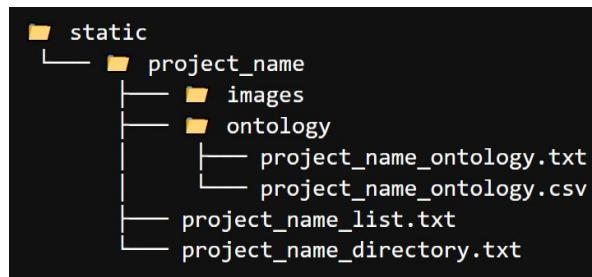 static
project_name
images
ontology
project_name_ontology.txt
project_name_ontology.csv
project_name_list.txt
project_name_directory.txt